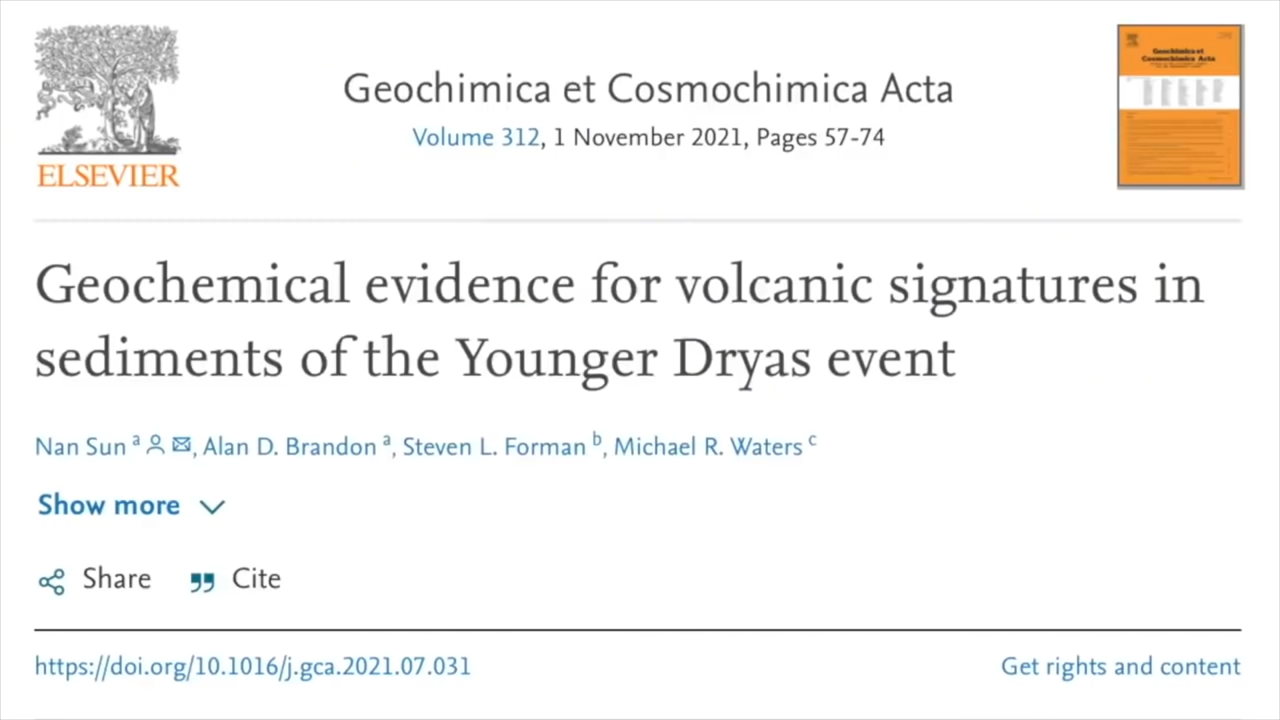 ELSEVIER
Geochimica et Cosmochimica Acta
Volume 312, 1 November 2021, Pages 57-74
Geochimica et
Cosmochimica Acta
Geochemical evidence for volcanic signatures in
sediments of the Younger Dryas event
Nan Sun a, Alan D. Brandon a, Steven L. Forman b, Michael R. Waters c
Show more
Share Cite
https://doi.org/10.1016/j.gca.2021.07.031
Get rights and content